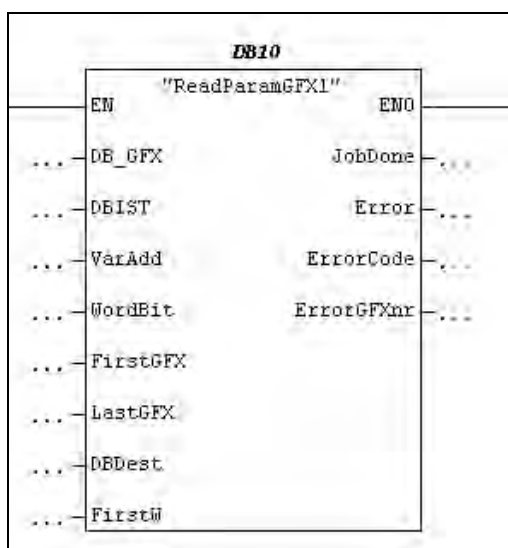 DB10
"ReadParamGFX1"
EN ENO
... DB_GFX JobDone ...
... DBIST Error ...
... VarAdd ErrorCode ...
... WordBit ErrorGFXnr ...
... FirstGFX
... LastGFX
... DBDest
... FirstW